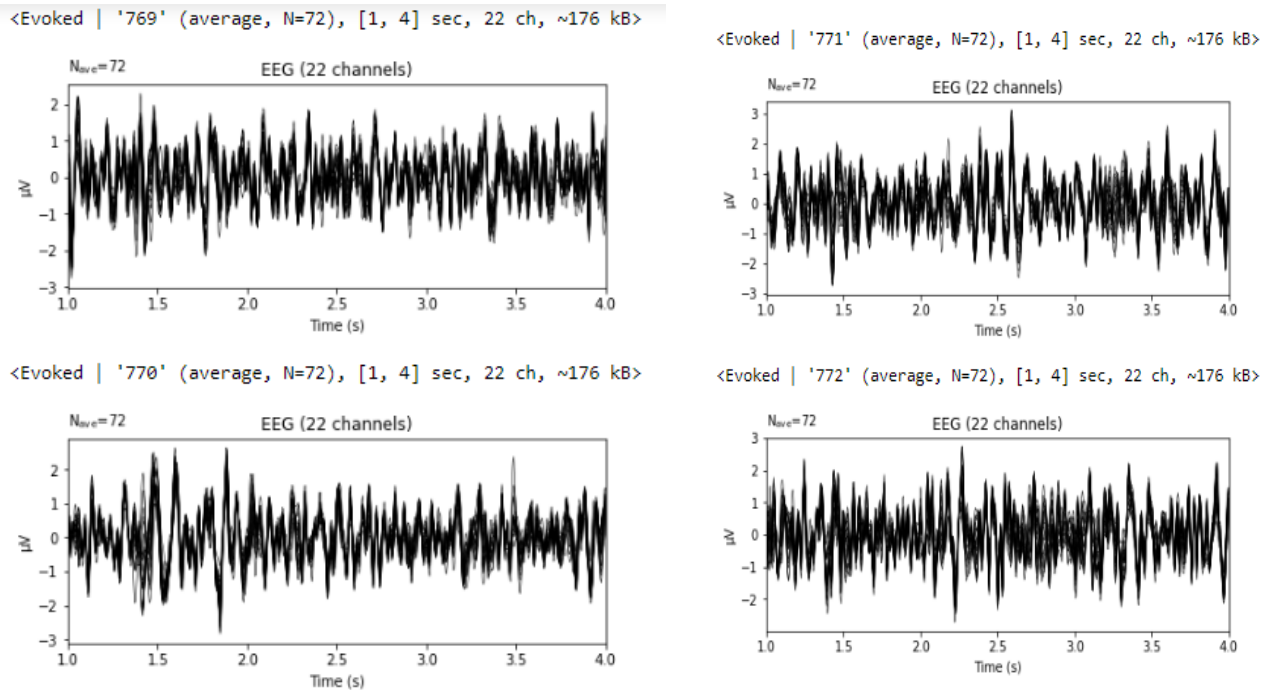 <Evoked | '769' (average, N=72), [1, 4] sec, 22 ch, ~176 kB>
Nave=72
EEG (22 channels)
2
1
0
−1
−2
−3
µV
1.0 1.5 2.0 2.5 3.0 3.5 4.0
Time (s)
<Evoked | '771' (average, N=72), [1, 4] sec, 22 ch, ~176 kB>
Nave=72
EEG (22 channels)
3
2
1
0
−1
−2
−3
µV
1.0 1.5 2.0 2.5 3.0 3.5 4.0
Time (s)
<Evoked | '770' (average, N=72), [1, 4] sec, 22 ch, ~176 kB>
Nave=72
EEG (22 channels)
2
1
0
−1
−2
−3
µV
1.0 1.5 2.0 2.5 3.0 3.5 4.0
Time (s)
<Evoked | '772' (average, N=72), [1, 4] sec, 22 ch, ~176 kB>
Nave=72
EEG (22 channels)
3
2
1
0
−1
−2
µV
1.0 1.5 2.0 2.5 3.0 3.5 4.0
Time (s)